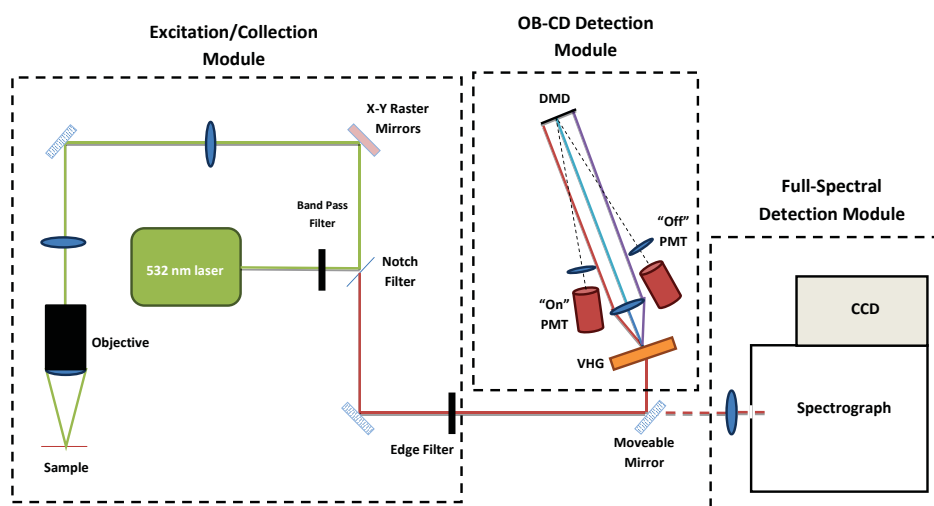 Excitation/Collection
Module
X-Y Raster
Mirrors
Band Pass
Filter
532 nm laser
Notch
Filter
Objective
Sample
Edge Filter
OB-CD Detection
Module
DMD
“Off”
PMT
“On”
PMT
VHG
Moveable
Mirror
Full-Spectral
Detection Module
CCD
Spectrograph